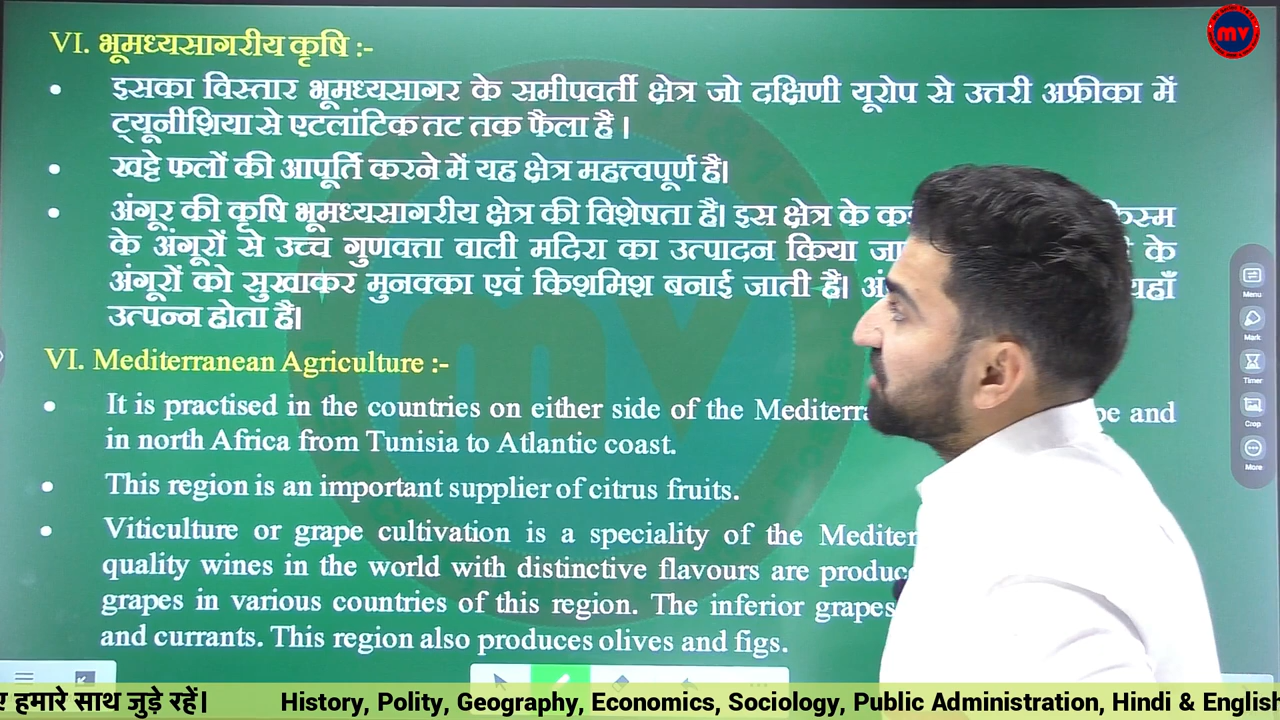 VI. भूमध्यसागरीय कृषि :-
mv
• इसका विस्तार भूमध्यसागर के समीपवर्ती क्षेत्र जो दक्षिणी यूरोप से उत्तरी अफ्रीका में
ट्यूनीशिया से एटलांटिक तट तक फैला है ।
• खट्टे फलों की आपूर्ति करने में यह क्षेत्र महत्त्वपूर्ण है।
• अंगूर की कृषि भूमध्यसागरीय क्षेत्र की विशेषता है। इस क्षेत्र के
के अंगूरों से उच्च गुणवत्ता वाली मदिरा का उत्पादन किया के
अंगूरों को सुखाकर मुनक्का एवं किशमिश बनाई जाती है। यहाँ
उत्पन्न होता है।
VI. Mediterranean Agriculture :-
• It is practised in the countries on either side of the and
in north Africa from Tunisia to Atlantic coast.
• This region is an important supplier of citrus fruits.
• Viticulture or grape cultivation is a speciality of the
quality wines in the world with distinctive flavours are
grapes in various countries of this region. The inferior grapes
and currants. This region also produces olives and figs.
mv
Menu
Mark
Timer
Crop
More
हमारे साथ जुड़े रहें। History, Polity, Geography, Economics, Sociology, Public Administration, Hindi & English